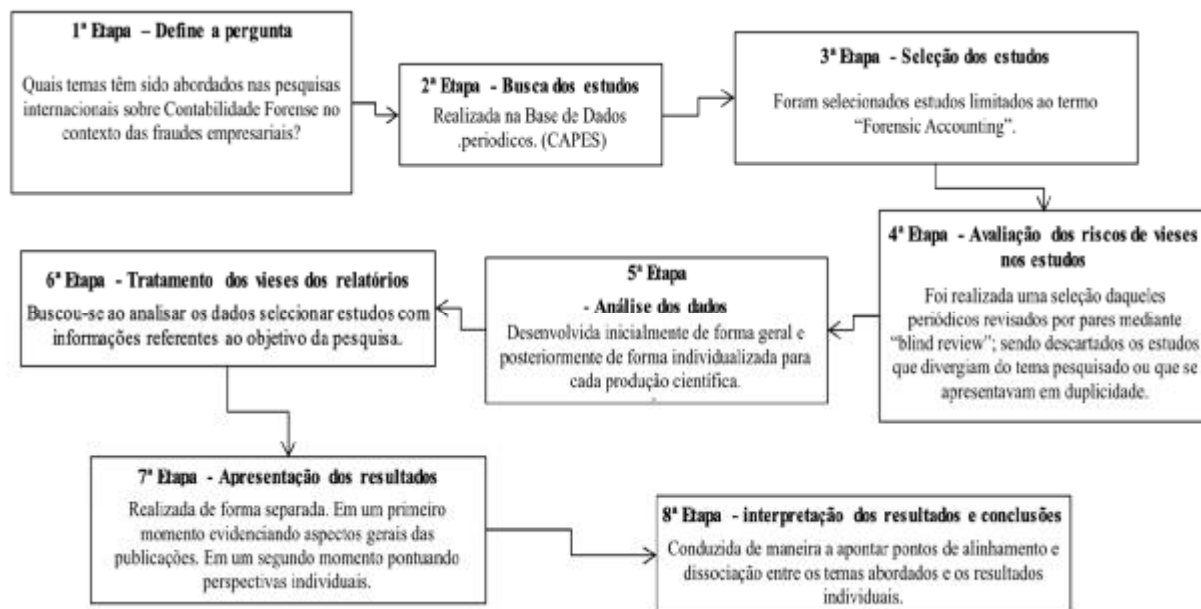 1ª Etapa – Define a pergunta
Quais temas têm sido abordados nas pesquisas
internacionais sobre Contabilidade Forense no
contexto das fraudes empresariais?
2ª Etapa - Busca dos estudos
Realizada na Base de Dados
.periodicos. (CAPES)
3ª Etapa - Seleção dos estudos
Foram selecionados estudos limitados ao termo
“Forensic Accounting”.
4ª Etapa - Avaliação dos riscos de vieses
nos estudos
Foi realizada uma seleção daqueles
periódicos revisados por pares mediante
“blind review”; sendo descartados os estudos
que divergiam do tema pesquisado ou que se
apresentavam em duplicidade.
5ª Etapa
- Análise dos dados
Desenvolvida inicialmente de forma geral e
posteriormente de forma individualizada para
cada produção científica.
6ª Etapa - Tratamento dos vieses dos relatórios
Buscou-se ao analisar os dados selecionar estudos com
informações referentes ao objetivo da pesquisa.
7ª Etapa - Apresentação dos resultados
Realizada de forma separada. Em um primeiro
momento evidenciando aspectos gerais das
publicações. Em um segundo momento pontuando
perspectivas individuais.
8ª Etapa - interpretação dos resultados e conclusões
Conduzida de maneira a apontar pontos de alinhamento e
dissociação entre os temas abordados e os resultados
individuais.